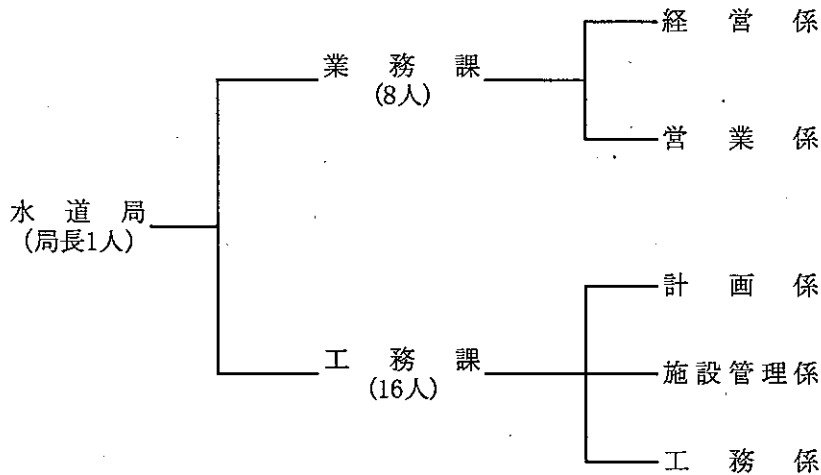 水道局
(局長1人)
業務課
(8人)
経営係
営業係
工務課
(16人)
計画係
施設管理係
工務係